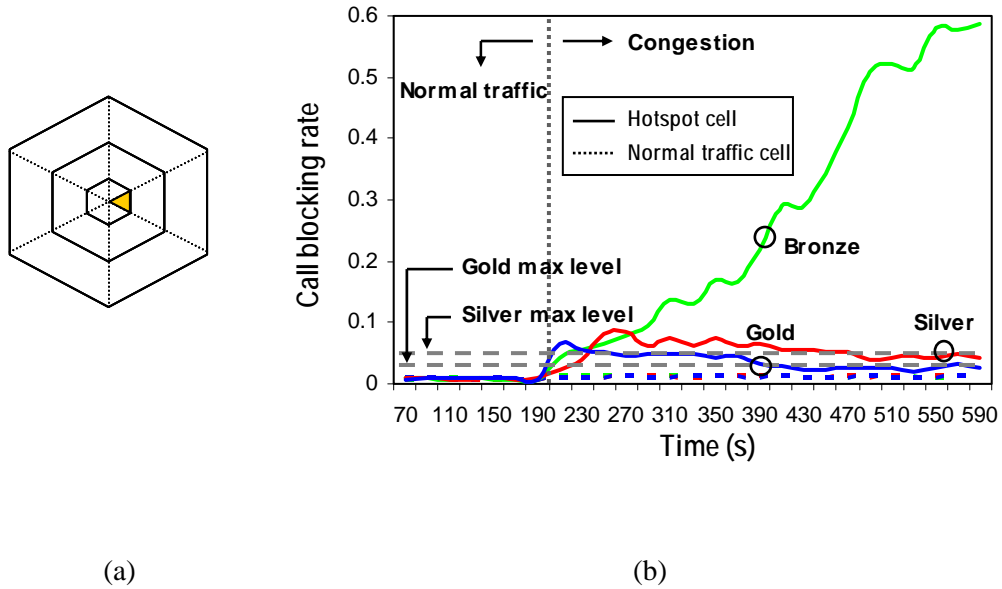 0.6
0.5
0.4
0.3
0.2
0.1
0
Call blocking rate
Congestion
Normal traffic
Hotspot cell
Normal traffic cell
Bronze
Gold max level
Silver max level
Gold
Silver
70 110 150 190 230 270 310 350 390 430 470 510 550 590
Time (s)
(a)
(b)